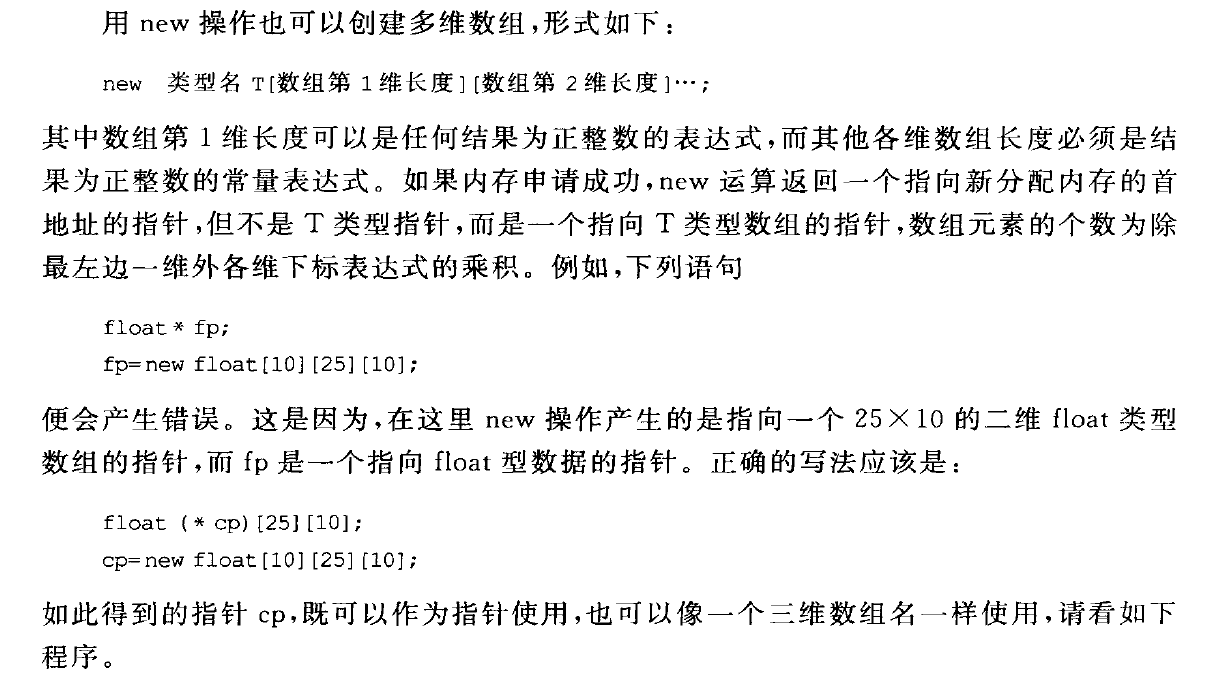 用 new 操作也可以创建多维数组,形式如下:
new 类型名 T[数组第 1 维长度][数组第 2 维长度]…;
其中数组第 1 维长度可以是任何结果为正整数的表达式,而其他各维数组长度必须是结
果为正整数的常量表达式。如果内存申请成功,new 运算返回一个指向新分配内存的首
地址的指针,但不是 T 类型指针,而是一个指向 T 类型数组的指针,数组元素的个数为除
最左边一维外各维下标表达式的乘积。例如,下列语句
float * fp;
fp=new float[10][25][10];
便会产生错误。这是因为,在这里 new 操作产生的是指向一个 25×10 的二维 float 类型
数组的指针,而 fp 是一个指向 float 型数据的指针。正确的写法应该是:
float (* cp)[25][10];
cp=new float[10][25][10];
如此得到的指针 cp,既可以作为指针使用,也可以像一个三维数组名一样使用,请看如下
程序。